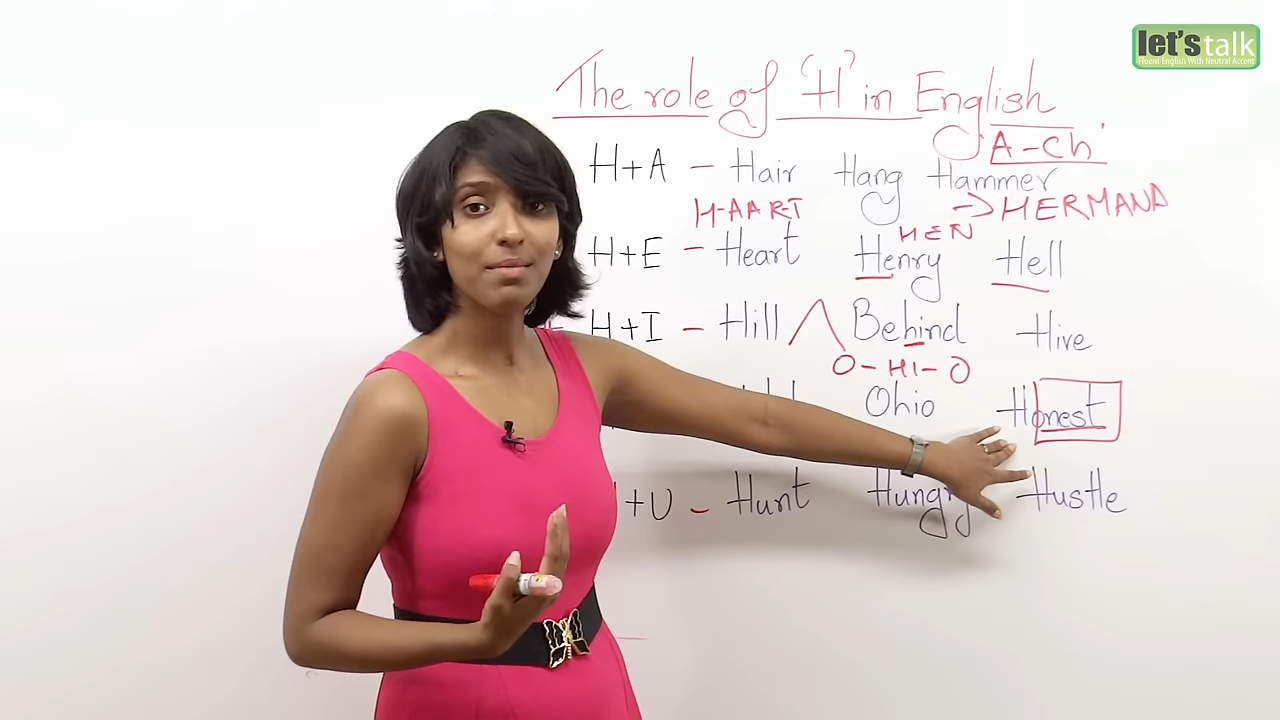 let's talk
Fluent English With Neutral Accent
The role of 'H' in English
'A-Ch'
H+A - Hair Hang Hammer
H-AART -> HERMANA
HEN
H+E - Heart Henry Hell
H+I - Hill Behind Hive
O-HI-O
Ohio Honest
+U - Hunt Hungry Hustle